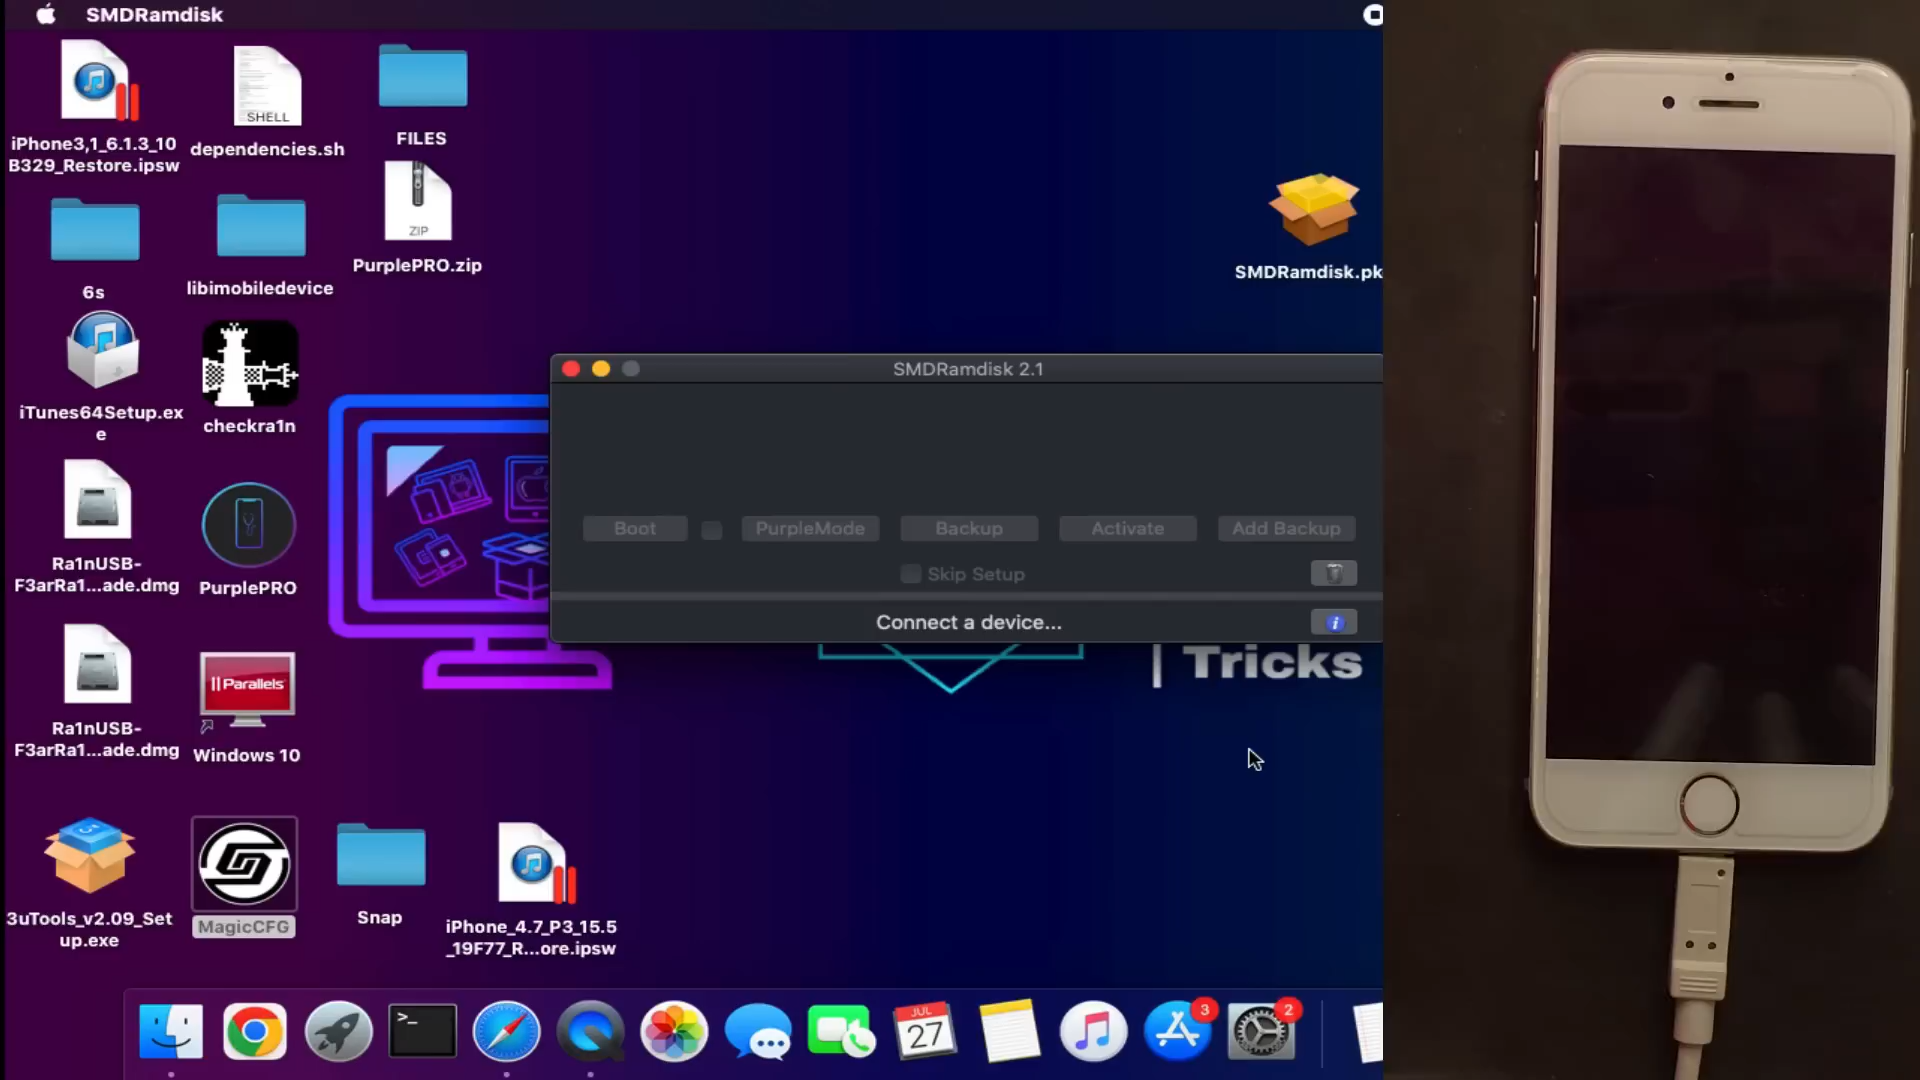 SMDRamdisk
iPhone3,1_6.1.3_10
B329_Restore.ipsw
SHELL
dependencies.sh
FILES
6s
libimobiledevice
ZIP
PurplePRO.zip
SMDRamdisk.pk
iTunes64Setup.ex
e
checkra1n
SMDRamdisk 2.1
Boot
PurpleMode
Backup
Activate
Add Backup
Skip Setup
Connect a device...
i
Ra1nUSB-
F3arRa1...ade.dmg
PurplePRO
| Tricks
Ra1nUSB-
F3arRa1...ade.dmg
Parallels
Windows 10
3uTools_v2.09_Set
up.exe
MagicCFG
Snap
iPhone_4.7_P3_15.5
_19F77_R...ore.ipsw
>_
JUL
27
3
2